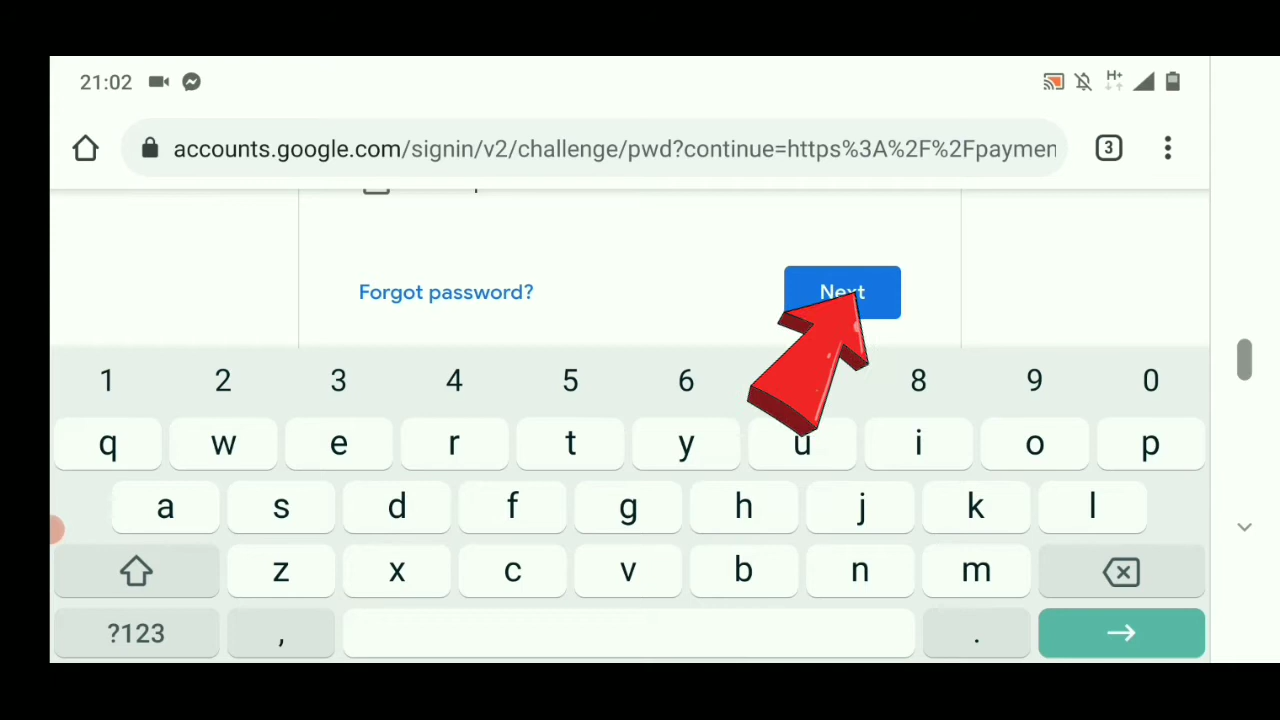 21:02
H+
accounts.google.com/signin/v2/challenge/pwd?continue=https%3A%2F%2Fpaymen
3
Forgot password?
Next
1 2 3 4 5 6 8 9 0
q w e r t y u i o p
a s d f g h j k l
z x c v b n m
?123 , .